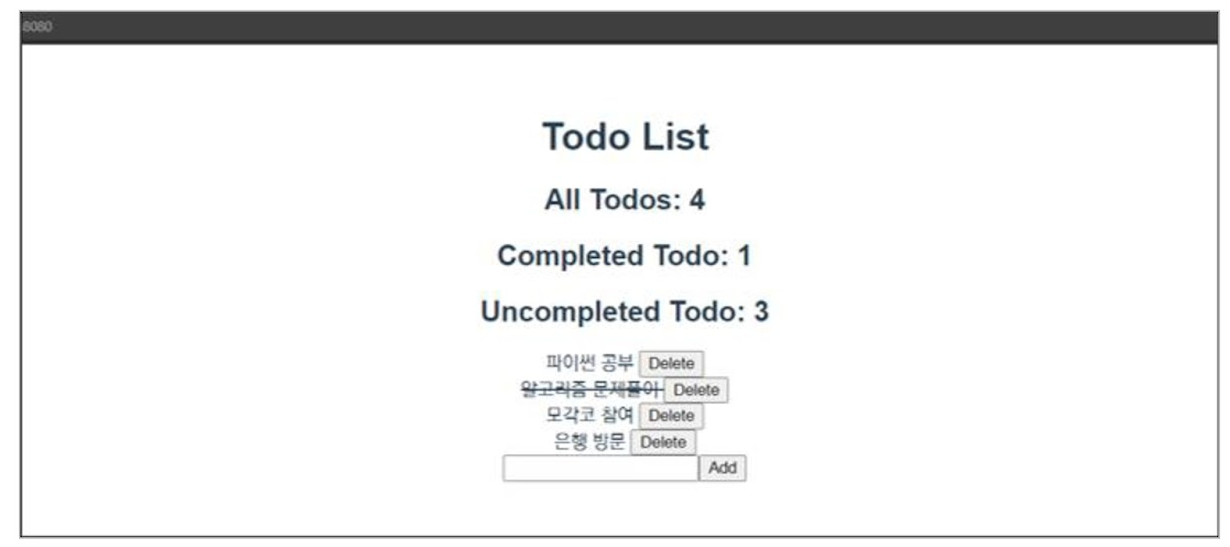 8080
Todo List
All Todos: 4
Completed Todo: 1
Uncompleted Todo: 3
파이썬 공부 Delete
알고리즘 문제풀이 Delete
모각코 참여 Delete
은행 방문 Delete
Add